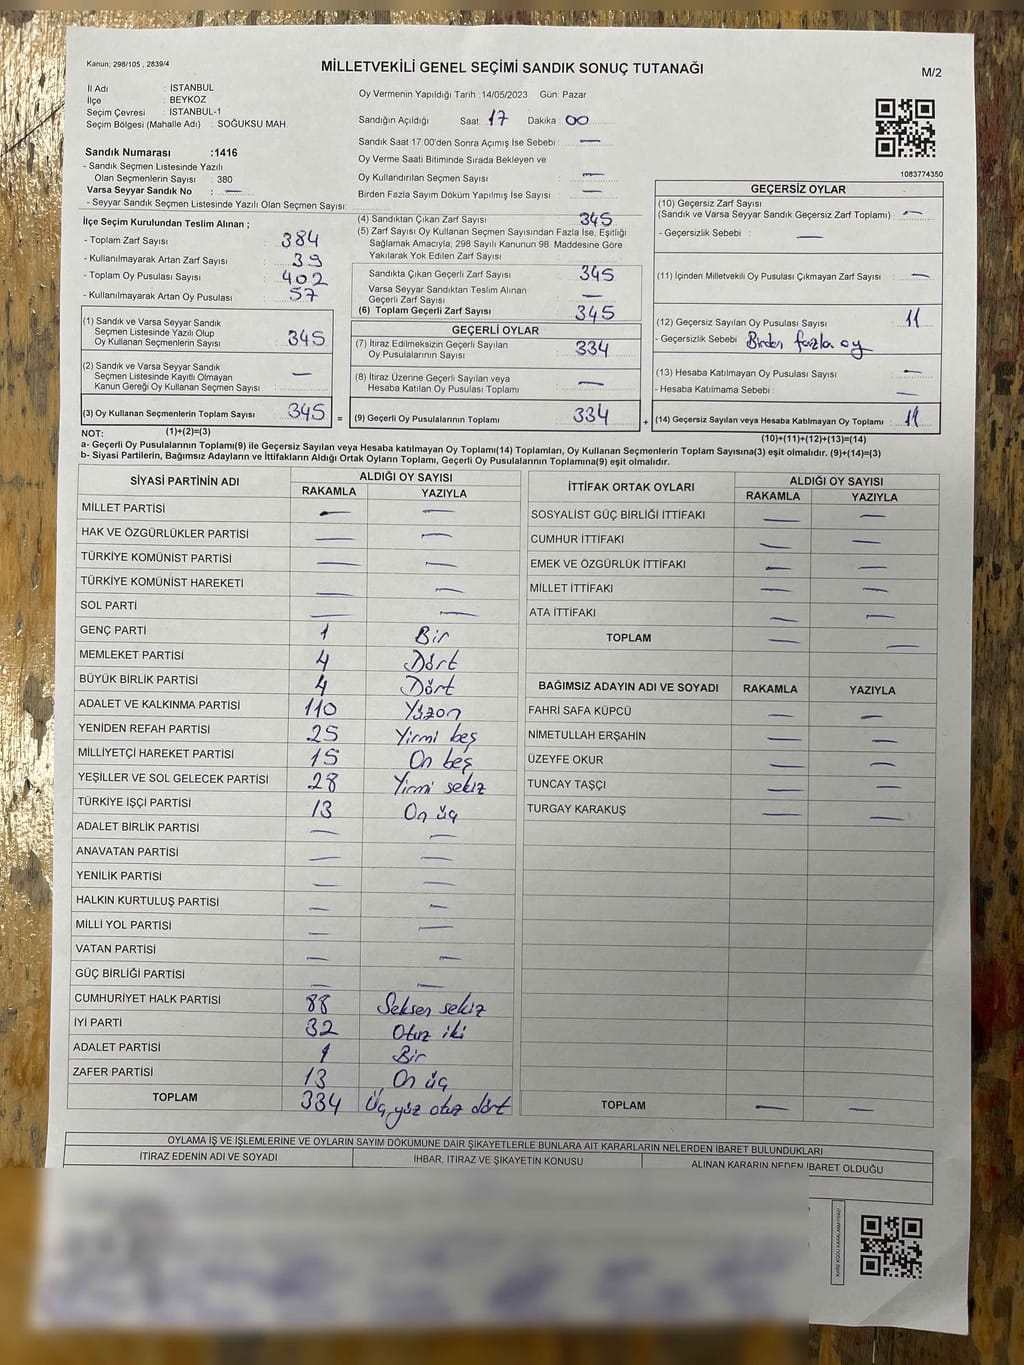 Kanun; 298/105 , 2839/4
MİLLETVEKİLİ GENEL SEÇİMİ SANDIK SONUÇ TUTANAĞI
M/2
İl Adı : İSTANBUL
İlçe : BEYKOZ
Seçim Çevresi : İSTANBUL-1
Seçim Bölgesi (Mahalle Adı) : SOĞUKSU MAH.
Oy Vermenin Yapıldığı Tarih :14/05/2023 Gün: Pazar
Sandığın Açıldığı Saat : 17 Dakika : 00
Sandık Saat 17:00'den Sonra Açımış İse Sebebi : —
Oy Verme Saati Bitiminde Sırada Bekleyen ve
Oy Kullandırılan Seçmen Sayısı : —
Birden Fazla Sayım Döküm Yapılmış İse Sayısı : —
1083774350
Sandık Numarası :1416
- Sandık Seçmen Listesinde Yazılı
Olan Seçmenlerin Sayısı : 380
Varsa Seyyar Sandık No : —
- Seyyar Sandık Seçmen Listesinde Yazılı Olan Seçmen Sayısı:
İlçe Seçim Kurulundan Teslim Alınan ;
- Toplam Zarf Sayısı : 384
- Kullanılmayarak Artan Zarf Sayısı : 39
- Toplam Oy Pusulası Sayısı : 402
- Kullanılmayarak Artan Oy Pusulası : 57
(1) Sandık ve Varsa Seyyar Sandık
Seçmen Listesinde Yazılı Olup
Oy Kullanan Seçmenlerin Sayısı : 345
(2) Sandık ve Varsa Seyyar Sandık
Seçmen Listesinde Kayıtlı Olmayan
Kanun Gereği Oy Kullanan Seçmen Sayısı : —
(3) Oy Kullanan Seçmenlerin Toplam Sayısı 345
(1)+(2)=(3)
(4) Sandıktan Çıkan Zarf Sayısı : 345
(5) Zarf Sayısı Oy Kullanan Seçmen Sayısından Fazla İse, Eşitliği
Sağlamak Amacıyla, 298 Sayılı Kanunun 98. Maddesine Göre
Yakılarak Yok Edilen Zarf Sayısı :
Sandıkta Çıkan Geçerli Zarf Sayısı : 345
Varsa Seyyar Sandıktan Teslim Alınan
Geçerli Zarf Sayısı : —
(6) Toplam Geçerli Zarf Sayısı : 345
GEÇERLİ OYLAR
(7) İtiraz Edilmeksizin Geçerli Sayılan
Oy Pusulalarının Sayısı : 334
(8) İtiraz Üzerine Geçerli Sayılan veya
Hesaba Katılan Oy Pusulası Toplamı : —
= (9) Geçerli Oy Pusulalarının Toplamı : 334
GEÇERSİZ OYLAR
(10) Geçersiz Zarf Sayısı
(Sandık ve Varsa Seyyar Sandık Geçersiz Zarf Toplamı) : —
- Geçersizlik Sebebi : —
(11) İçinden Milletvekili Oy Pusulası Çıkmayan Zarf Sayısı : —
(12) Geçersiz Sayılan Oy Pusulası Sayısı : 11
- Geçersizlik Sebebi : Birden fazla oy
(13) Hesaba Katılmayan Oy Pusulası Sayısı : —
- Hesaba Katılmama Sebebi : —
+ (14) Geçersiz Sayılan veya Hesaba Katılmayan Oy Toplamı : 11
(10)+(11)+(12)+(13)=(14)
NOT:
a- Geçerli Oy Pusulalarının Toplamı(9) ile Geçersiz Sayılan veya Hesaba katılmayan Oy Toplamı(14) Toplamları, Oy Kullanan Seçmenlerin Toplam Sayısına(3) eşit olmalıdır. (9)+(14)=(3)
b- Siyasi Partilerin, Bağımsız Adayların ve İttifakların Aldığı Ortak Oyların Toplamı, Geçerli Oy Pusulalarının Toplamına(9) eşit olmalıdır.
SİYASİ PARTİNİN ADI ALDIĞI OY SAYISI
RAKAMLA YAZIYLA
MİLLET PARTİSİ — —
HAK VE ÖZGÜRLÜKLER PARTİSİ — —
TÜRKİYE KOMÜNİST PARTİSİ — —
TÜRKİYE KOMÜNİST HAREKETİ — —
SOL PARTİ — —
GENÇ PARTİ 1 Bir
MEMLEKET PARTİSİ 4 Dört
BÜYÜK BİRLİK PARTİSİ 4 Dört
ADALET VE KALKINMA PARTİSİ 110 Yüzon
YENİDEN REFAH PARTİSİ 25 Yirmi beş
MİLLİYETÇİ HAREKET PARTİSİ 15 On beş
YEŞİLLER VE SOL GELECEK PARTİSİ 28 Yirmi sekiz
TÜRKİYE İŞÇİ PARTİSİ 13 On üç
ADALET BİRLİK PARTİSİ — —
ANAVATAN PARTİSİ — —
YENİLİK PARTİSİ — —
HALKIN KURTULUŞ PARTİSİ — —
MİLLİ YOL PARTİSİ — —
VATAN PARTİSİ — —
GÜÇ BİRLİĞİ PARTİSİ — —
CUMHURİYET HALK PARTİSİ 88 Seksen sekiz
İYİ PARTİ 32 Otuz iki
ADALET PARTİSİ 1 Bir
ZAFER PARTİSİ 13 On üç
TOPLAM 334 Üç yüz otuz dört
İTTİFAK ORTAK OYLARI ALDIĞI OY SAYISI
RAKAMLA YAZIYLA
SOSYALİST GÜÇ BİRLİĞİ İTTİFAKI — —
CUMHUR İTTİFAKI — —
EMEK VE ÖZGÜRLÜK İTTİFAKI — —
MİLLET İTTİFAKI — —
ATA İTTİFAKI — —
TOPLAM — —
BAĞIMSIZ ADAYIN ADI VE SOYADI RAKAMLA YAZIYLA
FAHRİ SAFA KÜPCÜ — —
NİMETULLAH ERŞAHİN — —
ÜZEYFE OKUR — —
TUNCAY TAŞÇI — —
TURGAY KARAKUŞ — —
TOPLAM — —
OYLAMA İŞ VE İŞLEMLERİNE VE OYLARIN SAYIM DÖKÜMÜNE DAİR ŞİKAYETLERLE BUNLARA AİT KARARLARIN NELERDEN İBARET BULUNDUKLARI
İTİRAZ EDENİN ADI VE SOYADI İHBAR, İTİRAZ VE ŞİKAYETİN KONUSU ALINAN KARARIN NEDEN İBARET OLDUĞU
KARE KODU KARALAMAYINIZ!